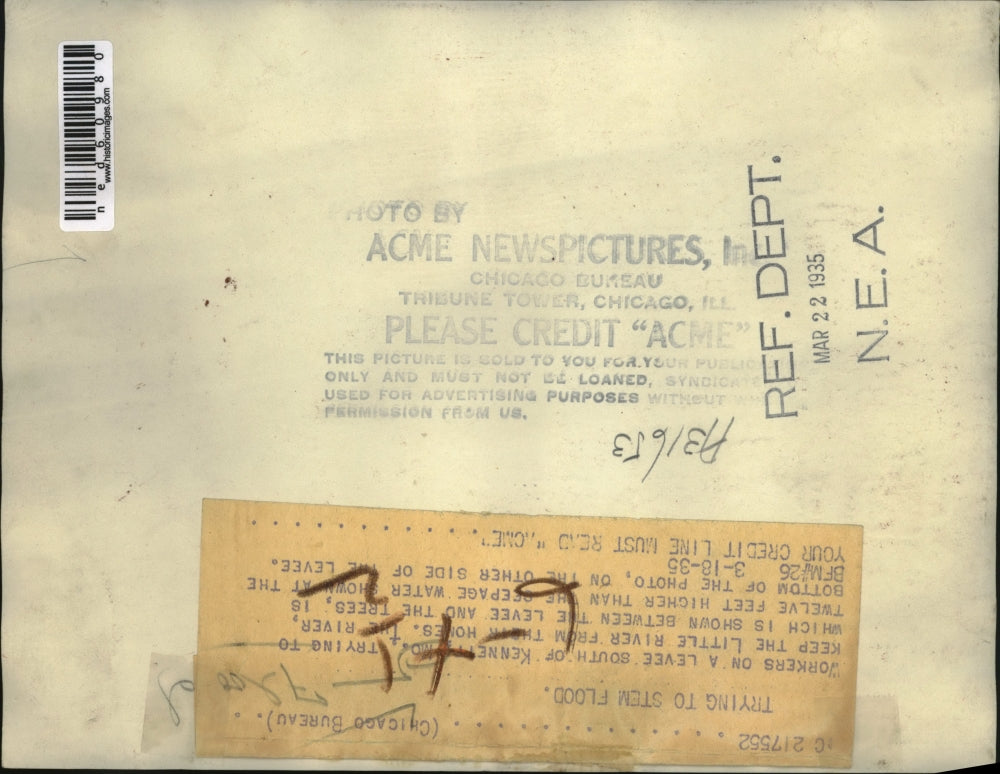 ned60980
www.historicimages.com
PHOTO BY
ACME NEWSPICTURES, Inc
CHICAGO BUREAU
TRIBUNE TOWER, CHICAGO, ILL.
PLEASE CREDIT "ACME"
THIS PICTURE IS SOLD TO YOU FOR YOUR PUBLIC
ONLY AND MUST NOT BE LOANED, SYNDICATE
USED FOR ADVERTISING PURPOSES WITHOUT
PERMISSION FROM US.
REF. DEPT.
MAR 22 1935
N.E.A.
A31653
C 217552 (CHICAGO BUREAU).
TRYING TO STEM FLOOD.
WORKERS ON A LEVEE SOUTH OF KENNETT, MO., TRYING TO
KEEP THE LITTLE RIVER FROM THEIR HOMES. THE RIVER,
WHICH IS SHOWN BETWEEN THE LEVEE AND THE TREES, IS
TWELVE FEET HIGHER THAN THE SEEPAGE WATER SHOWN AT THE
BOTTOM OF THE PHOTO, ON THE OTHER SIDE OF THE LEVEE.
BFM#26 3-18-35
YOUR CREDIT LINE MUST READ "ACME"